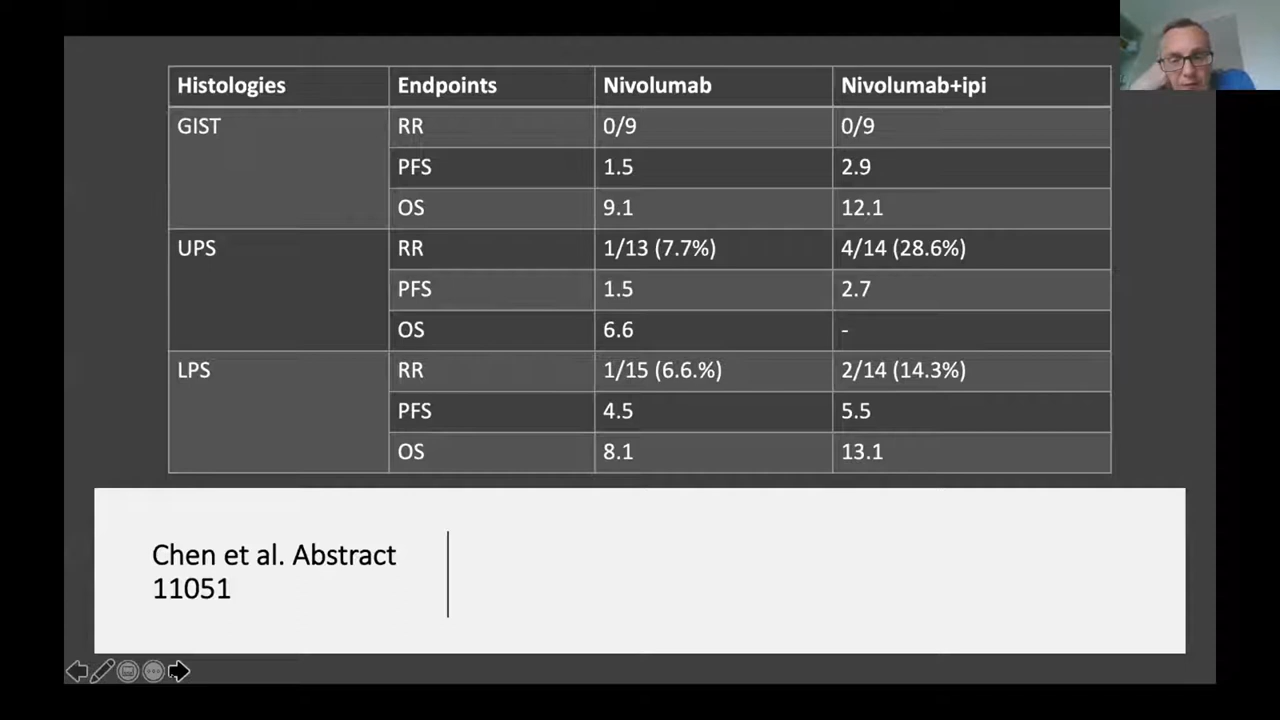 Histologies Endpoints Nivolumab Nivolumab+ipi
GIST RR 0/9 0/9
PFS 1.5 2.9
OS 9.1 12.1
UPS RR 1/13 (7.7%) 4/14 (28.6%)
PFS 1.5 2.7
OS 6.6 -
LPS RR 1/15 (6.6.%) 2/14 (14.3%)
PFS 4.5 5.5
OS 8.1 13.1
Chen et al. Abstract
11051